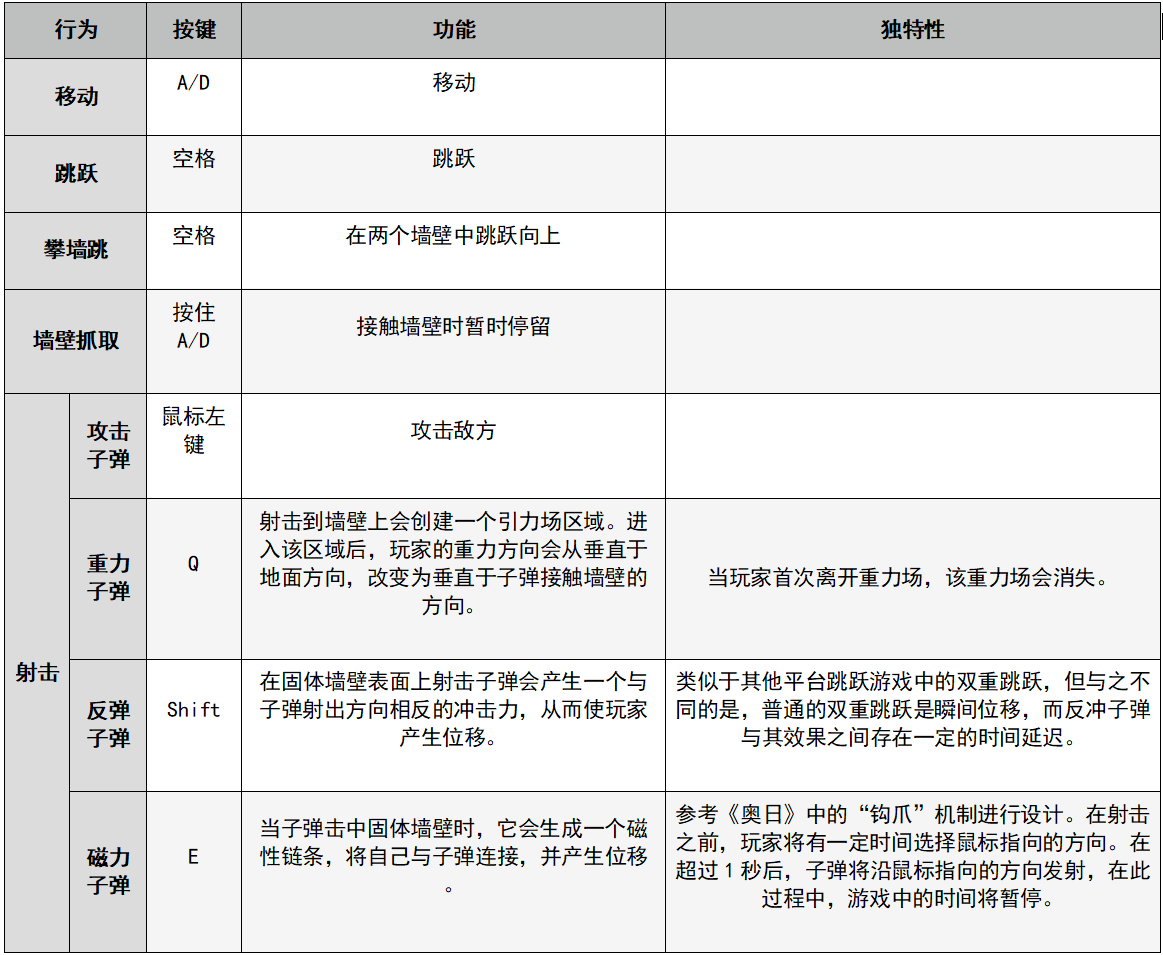 行为 按键 功能 独特性
移动 A/D 移动
跳跃 空格 跳跃
攀墙跳 空格 在两个墙壁中跳跃向上
墙壁抓取
按住
A/D
接触墙壁时暂时停留
射击
攻击
子弹
鼠标左
键
攻击敌方
重力
子弹
Q
射击到墙壁上会创建一个引力场区域。进
入该区域后，玩家的重力方向会从垂直于
地面方向，改变为垂直于子弹接触墙壁的
方向。
当玩家首次离开重力场，该重力场会消失。
反弹
子弹
Shift
在固体墙壁表面上射击子弹会产生一个与
子弹射出方向相反的冲击力，从而使玩家
产生位移。
类似于其他平台跳跃游戏中的双重跳跃，但与之不
同的是，普通的双重跳跃是瞬间位移，而反冲子弹
与其效果之间存在一定的时间延迟。
磁力
子弹
E
当子弹击中固体墙壁时，它会生成一个磁
性链条，将自己与子弹连接，并产生位移
。
参考《奥日》中的“钩爪”机制进行设计。在射击
之前，玩家将有一定时间选择鼠标指向的方向。在
超过1秒后，子弹将沿鼠标指向的方向发射，在此
过程中，游戏中的时间将暂停。